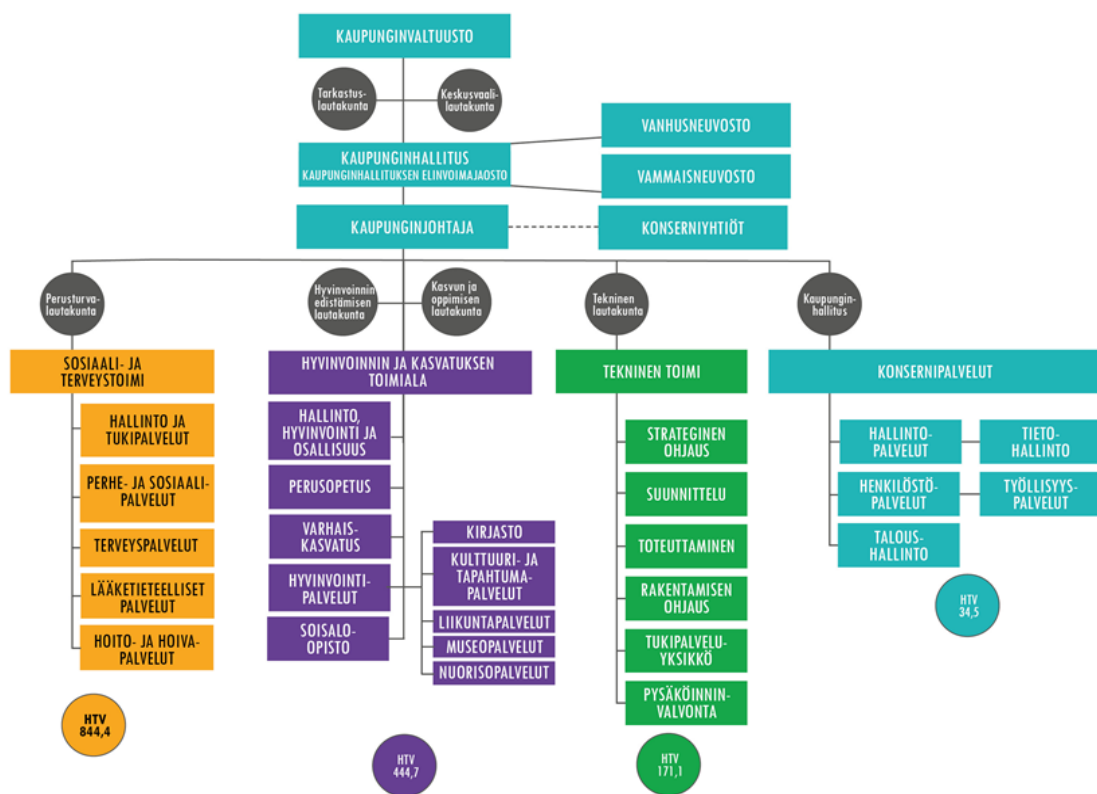 KAUPUNGINVALTUUSTO
Tarkastus-
lautakunta
Keskusvaali-
lautakunta
KAUPUNGINHALLITUS
KAUPUNGINHALLITUKSEN ELINVOIMAJAOSTO
VANHUSNEUVOSTO
VAMMAISNEUVOSTO
KAUPUNGINJOHTAJA
KONSERNIYHTIÖT
Perusturva-
lautakunta
Hyvinvoinnin
edistämisen
lautakunta
Kasvun ja
oppimisen
lautakunta
Tekninen
lautakunta
Kaupungin-
hallitus
SOSIAALI- JA
TERVEYSTOIMI
HALLINTO JA
TUKIPALVELUT
PERHE- JA SOSIAALI-
PALVELUT
TERVEYSPALVELUT
LÄÄKETIETEELLISET
PALVELUT
HOITO- JA HOIVA-
PALVELUT
HTV
844,4
HYVINVOINNIN JA KASVATUKSEN
TOIMIALA
HALLINTO,
HYVINVOINTI JA
OSALLISUUS
PERUSOPETUS
VARHAIS-
KASVATUS
HYVINVOINTI-
PALVELUT
SOISALO-
OPISTO
KIRJASTO
KULTTUURI- JA
TAPAHTUMA-
PALVELUT
LIIKUNTAPALVELUT
MUSEOPALVELUT
NUORISOPALVELUT
HTV
444,7
TEKNINEN TOIMI
STRATEGINEN
OHJAUS
SUUNNITTELU
TOTEUTTAMINEN
RAKENTAMISEN
OHJAUS
TUKIPALVELU-
YKSIKKÖ
PYSÄKÖINNIN-
VALVONTA
HTV
171,1
KONSERNIPALVELUT
HALLINTO-
PALVELUT
TIETO-
HALLINTO
HENKILÖSTÖ-
PALVELUT
TYÖLLISYYS-
PALVELUT
TALOUS-
HALLINTO
HTV
34,5